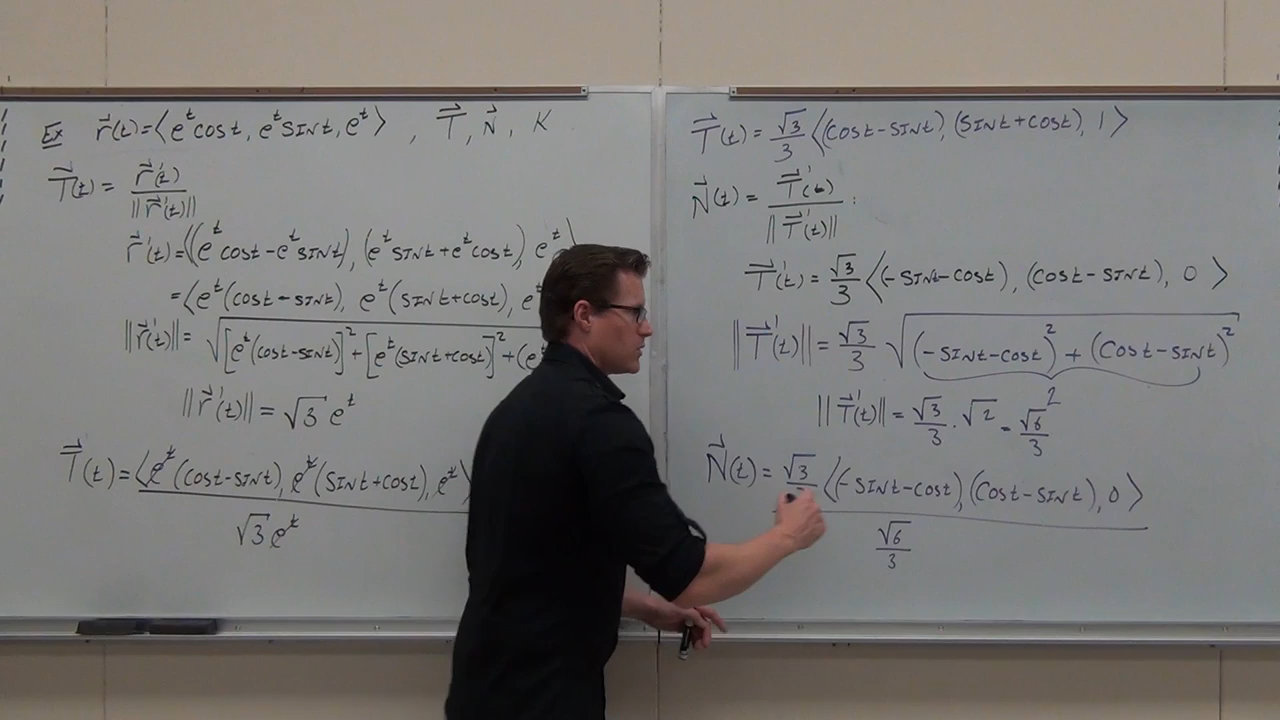 Ex r⃗(t)=⟨e^t cost, e^t sint, e^t⟩ , T⃗, N⃗, K
T⃗(t) = r⃗'(t) / ||r⃗'(t)||
r⃗'(t)=⟨(e^t cost-e^t sint), (e^t sint+e^t cost), e^t⟩
=⟨e^t(cost-sint), e^t(sint+cost), e
||r⃗'(t)||= √[e^t(cost-sint)]^2+[e^t(sint+cost)]^2+(e
||r⃗'(t)|| = √3 e^t
T⃗(t)=⟨e^t(cost-sint), e^t(sint+cost), e^t⟩ / √3 e^t
T⃗(t)= √3/3 ⟨(cost-sint), (sint+cost), 1⟩
N⃗(t) = T⃗'(t) / ||T⃗'(t)|| :
T⃗'(t)= √3/3 ⟨(-sint-cost), (cost-sint), 0⟩
||T⃗'(t)|| = √3/3 √(-sint-cost)^2 + (cost-sint)^2
2
||T⃗'(t)|| = √3/3 · √2 = √6/3
N⃗(t) = √3 ⟨(-sint-cost), (cost-sint), 0⟩ / √6/3